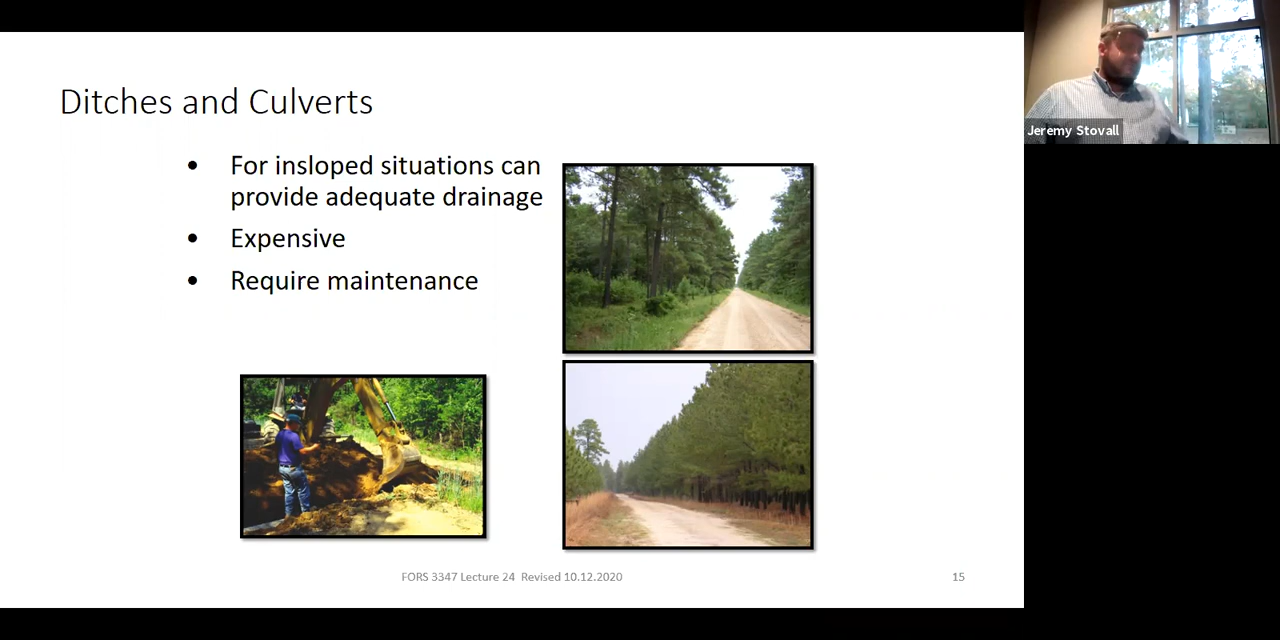 Ditches and Culverts
• For insloped situations can
provide adequate drainage
• Expensive
• Require maintenance
FORS 3347 Lecture 24 Revised 10.12.2020
15
Jeremy Stovall